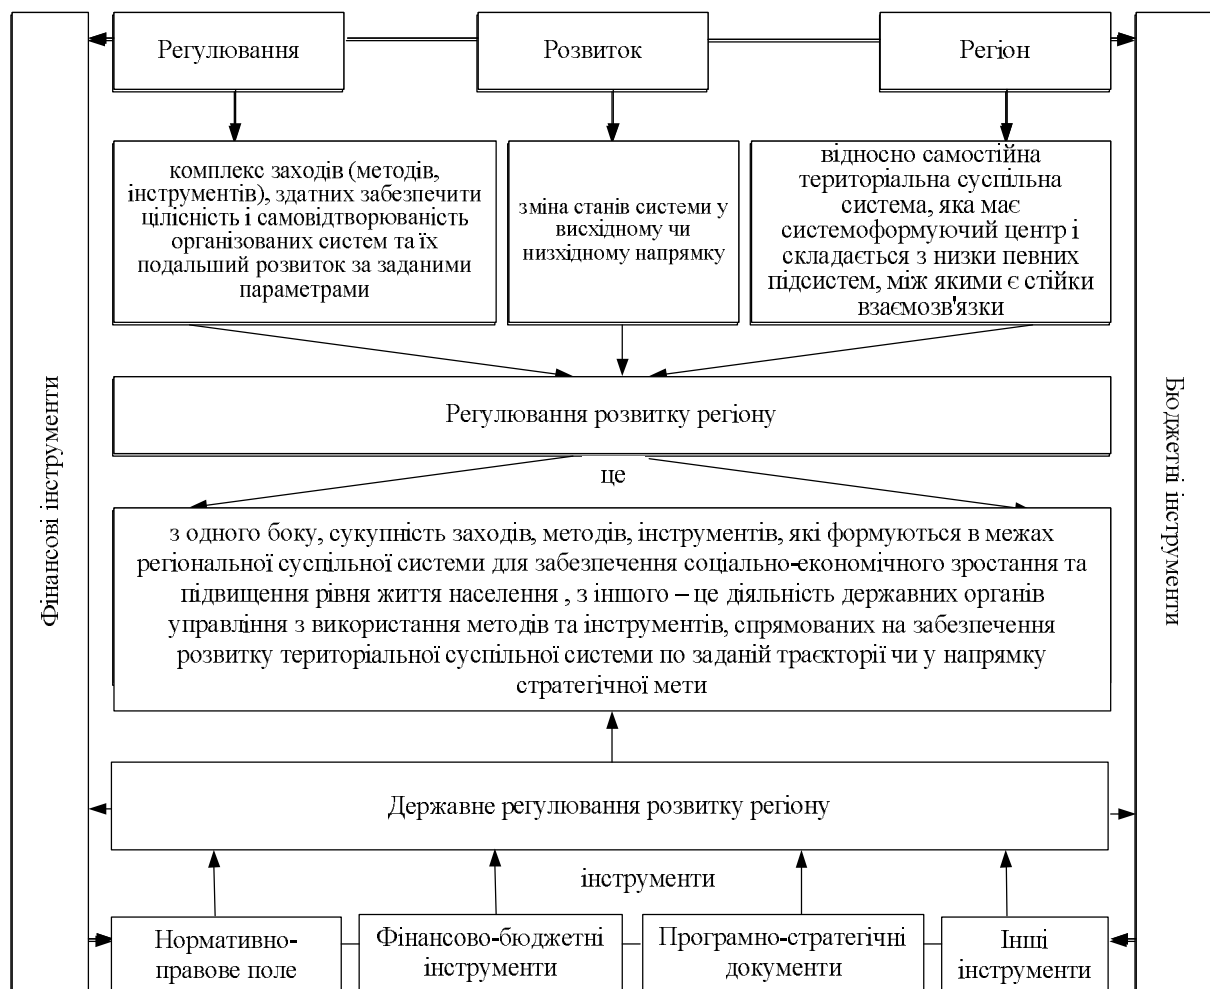 Регулювання
Розвиток
Регіон
комплекс заходів (методів,
інструментів), здатних забезпечити
цілісність і самовідтворюваність
організованих систем та їх
подальший розвиток за заданими
параметрами
зміна станів системи у
висхідному чи
низхідному напрямку
відносно самостійна
територіальна суспільна
система, яка має
системоформуючий центр і
складається з низки певних
підсистем, між якими є стійки
взаємозв'язки
Фінансові інструменти
Бюджетні інструменти
Регулювання розвитку регіону
це
з одного боку, сукупність заходів, методів, інструментів, які формуються в межах
регіональної суспільної системи для забезпечення соціально-економічного зростання та
підвищення рівня життя населення , з іншого – це діяльність державних органів
управління з використання методів та інструментів, спрямованих на забезпечення
розвитку територіальної суспільної системи по заданій траєкторії чи у напрямку
стратегічної мети
Державне регулювання розвитку регіону
інструменти
Нормативно-
правове поле
Фінансово-бюджетні
інструменти
Програмно-стратегічні
документи
Інші
інструменти